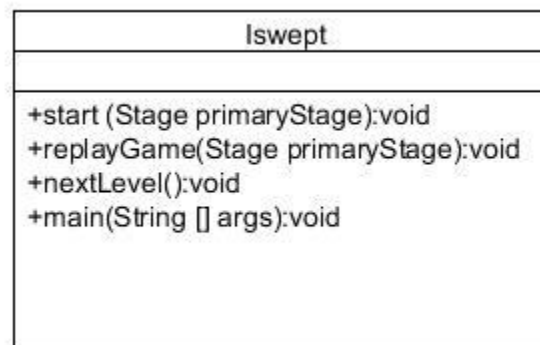 Iswept
+start (Stage primaryStage):void
+replayGame(Stage primaryStage):void
+nextLevel():void
+main(String [] args):void